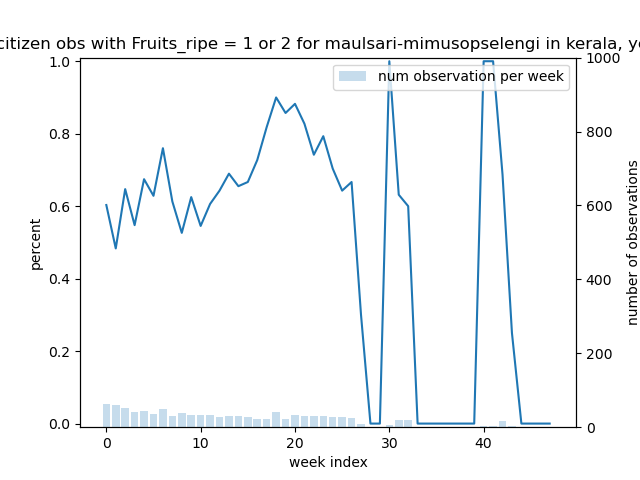 citizen obs with Fruits_ripe = 1 or 2 for maulsari-mimusopselengi in kerala,
num observation per week
percent
1.0
0.8
0.6
0.4
0.2
0.0
1000
800
600
400
200
0
number of observations
0 10 20 30 40
week index